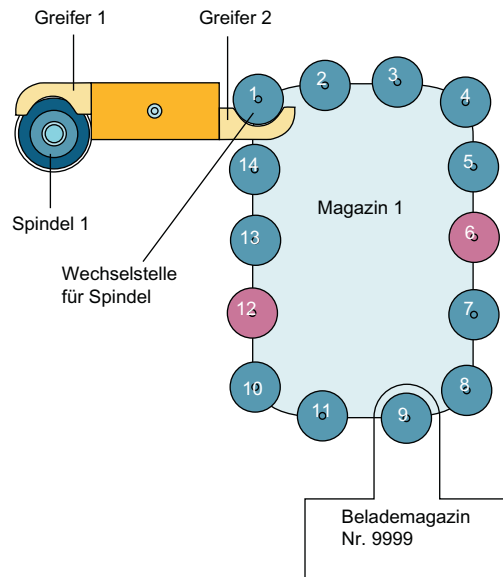 Greifer 1
Greifer 2
1
2
3
4
14
5
Magazin 1
Spindel 1
13
6
Wechselstelle
für Spindel
12
7
10
11
9
8
Belademagazin
Nr. 9999